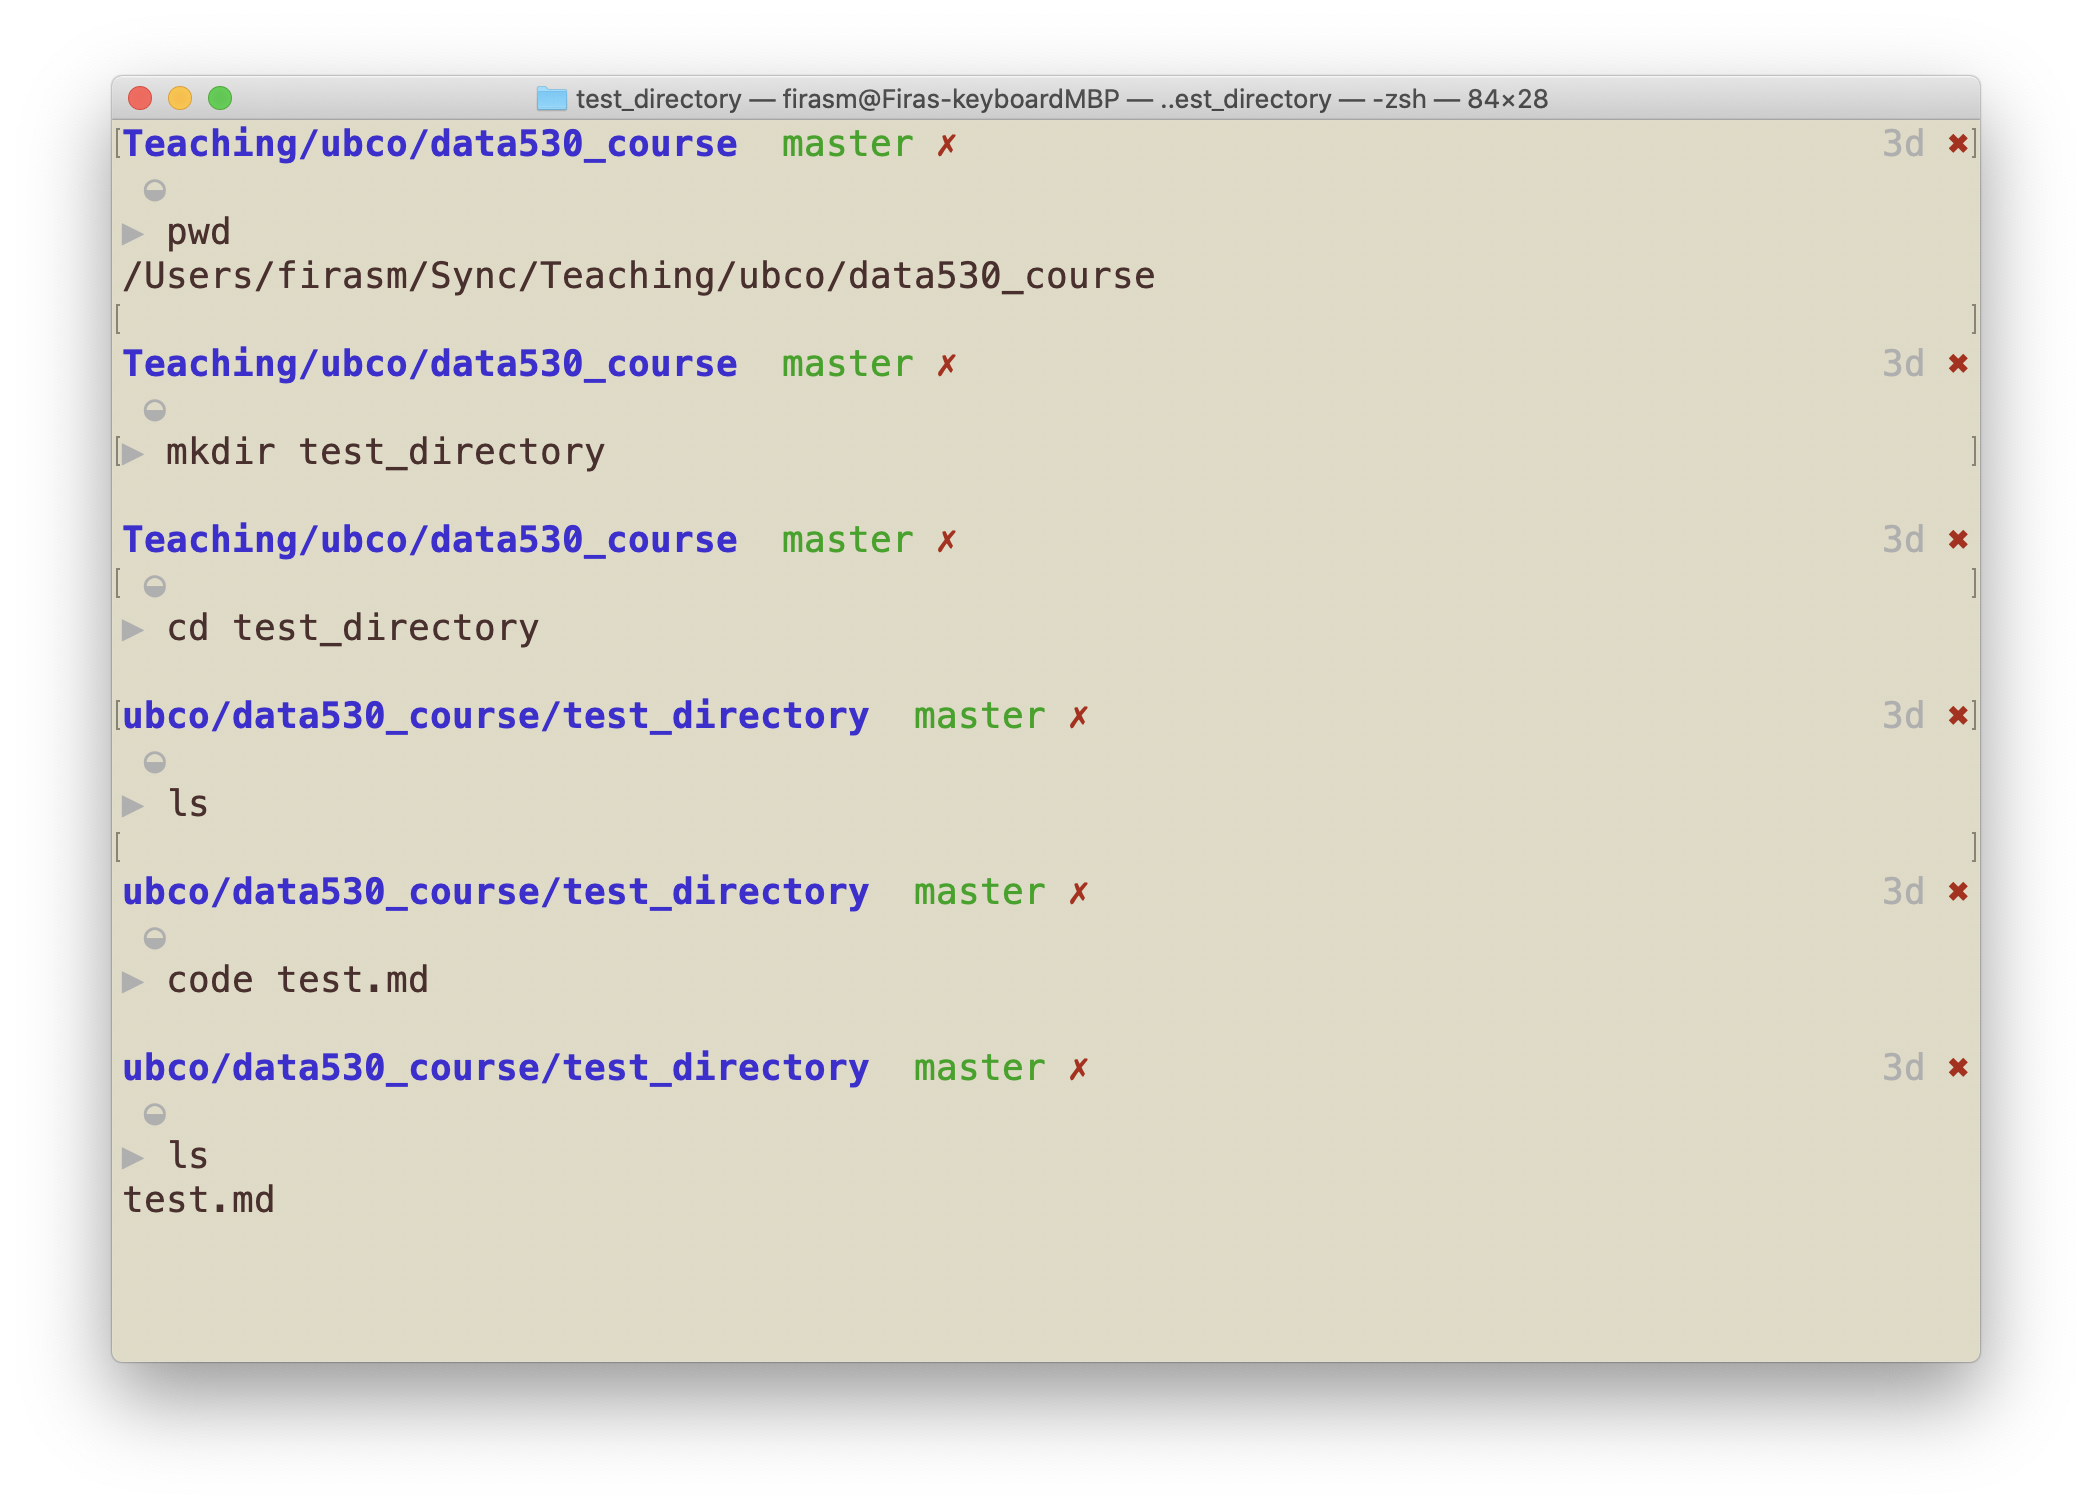 test_directory — firasm@Firas-keyboardMBP — ..est_directory — -zsh — 84×28
[Teaching/ubco/data530_course  master ✗ 3d ✖]
◒
▶ pwd
/Users/firasm/Sync/Teaching/ubco/data530_course
[ ]
Teaching/ubco/data530_course  master ✗ 3d ✖
◒
[▶ mkdir test_directory ]
Teaching/ubco/data530_course  master ✗ 3d ✖
[ ◒ ]
▶ cd test_directory
[ubco/data530_course/test_directory  master ✗ 3d ✖]
◒
▶ ls
[ ]
ubco/data530_course/test_directory  master ✗ 3d ✖
◒
▶ code test.md
ubco/data530_course/test_directory  master ✗ 3d ✖
◒
▶ ls
test.md